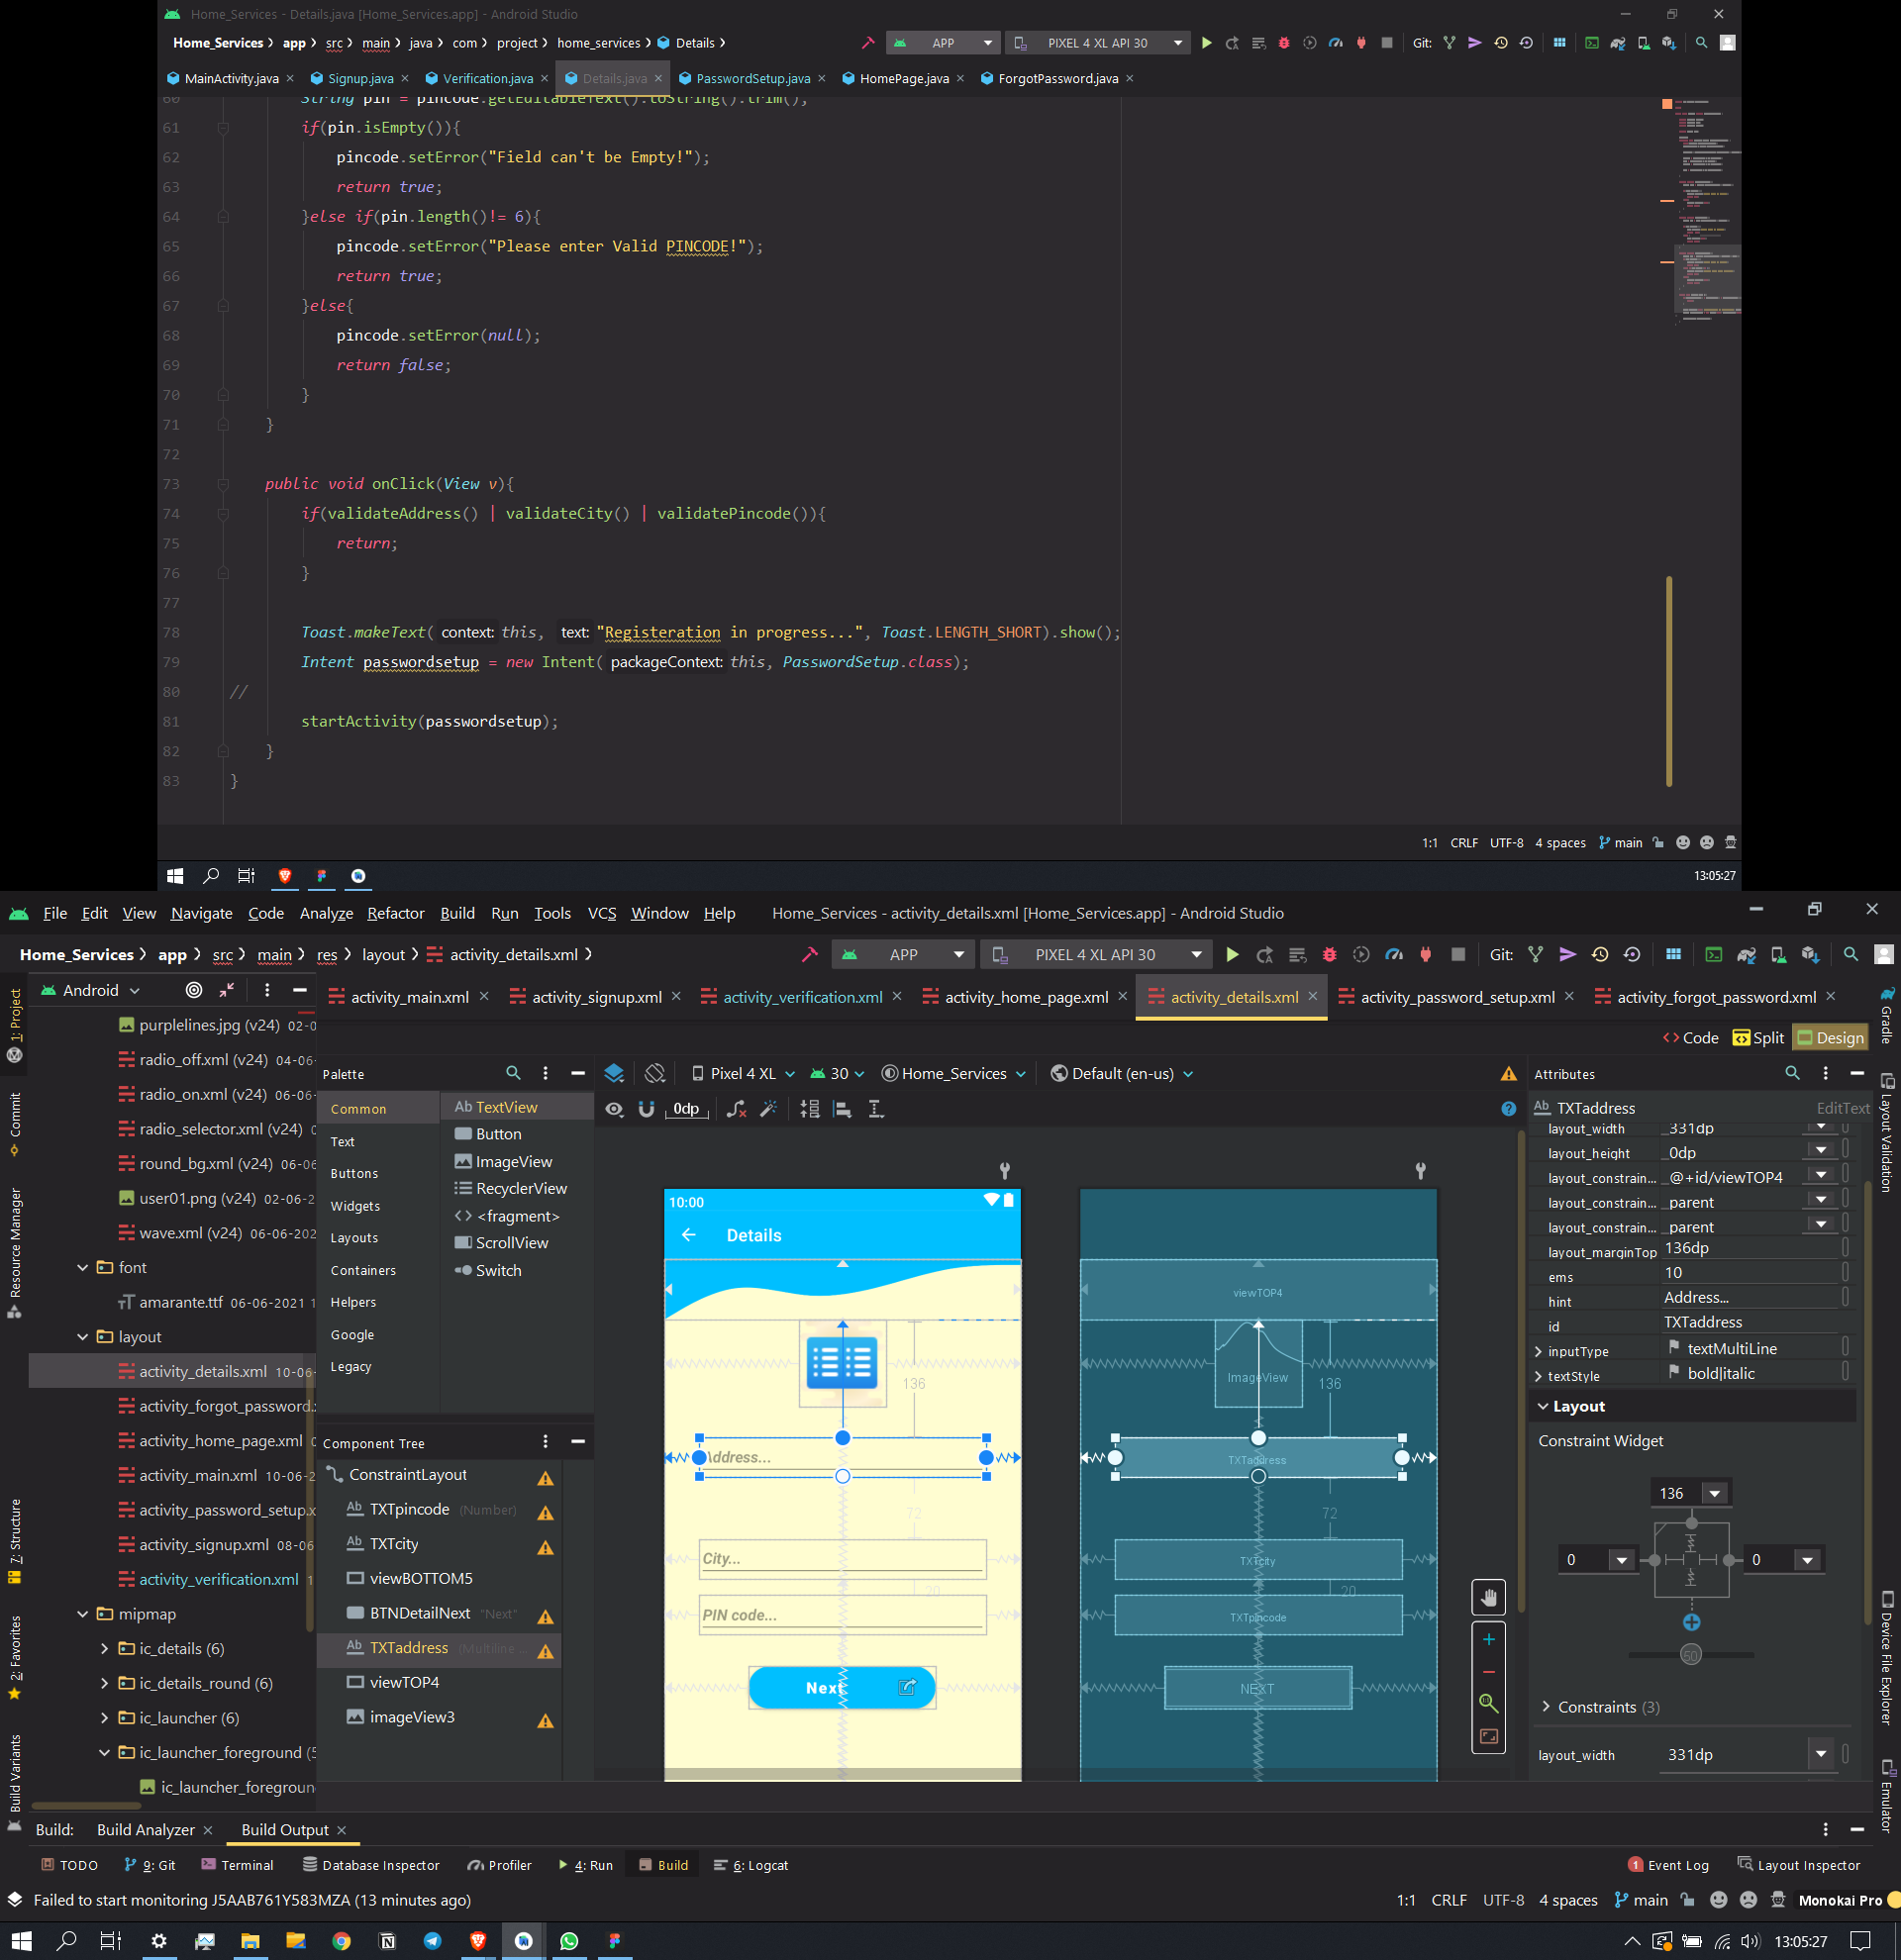 Home_Services - Details.java [Home_Services.app] - Android Studio
Home_Services app src main java com project home_services Details APP PIXEL 4 XL API 30 Git:
MainActivity.java Signup.java Verification.java Details.java PasswordSetup.java HomePage.java ForgotPassword.java
60 String pin = pincode.getEditableText().toString().trim();
61 if(pin.isEmpty()){
62 pincode.setError("Field can't be Empty!");
63 return true;
64 }else if(pin.length()!= 6){
65 pincode.setError("Please enter Valid PINCODE!");
66 return true;
67 }else{
68 pincode.setError(null);
69 return false;
70 }
71 }
72
73 public void onClick(View v){
74 if(validateAddress() | validateCity() | validatePincode()){
75 return;
76 }
77
78 Toast.makeText( context: this, text: "Registeration in progress...", Toast.LENGTH_SHORT).show();
79 Intent passwordsetup = new Intent( packageContext: this, PasswordSetup.class);
80 //
81 startActivity(passwordsetup);
82 }
83 }
1:1 CRLF UTF-8 4 spaces main
13:05:27
File Edit View Navigate Code Analyze Refactor Build Run Tools VCS Window Help Home_Services - activity_details.xml [Home_Services.app] - Android Studio
Home_Services app src main res layout activity_details.xml APP PIXEL 4 XL API 30 Git:
Android activity_main.xml activity_signup.xml activity_verification.xml activity_home_page.xml activity_details.xml activity_password_setup.xml activity_forgot_password.xml
Code Split Design
1: Project
Commit
Resource Manager
7: Structure
2: Favorites
Build Variants
purplelines.jpg (v24) 02-0
radio_off.xml (v24) 04-06-
radio_on.xml (v24) 06-06-
radio_selector.xml (v24)
round_bg.xml (v24) 06-06
user01.png (v24) 02-06-2
wave.xml (v24) 06-06-202
font
amarante.ttf 06-06-2021 1
layout
activity_details.xml 10-06
activity_forgot_password.
activity_home_page.xml
activity_main.xml 10-06-2
activity_password_setup.x
activity_signup.xml 08-06
activity_verification.xml 1
mipmap
ic_details (6)
ic_details_round (6)
ic_launcher (6)
ic_launcher_foreground (5
ic_launcher_foregroun
Palette
Common
Text
Buttons
Widgets
Layouts
Containers
Helpers
Google
Legacy
Ab TextView
Button
ImageView
RecyclerView
<fragment>
ScrollView
Switch
Component Tree
ConstraintLayout
Ab TXTpincode (Number)
Ab TXTcity
viewBOTTOM5
BTNDetailNext "Next"
Ab TXTaddress (Multiline ...
viewTOP4
imageView3
Pixel 4 XL 30 Home_Services Default (en-us)
0dp
10:00
Details
136
Address...
72
City...
20
PIN code...
Next
viewTOP4
ImageView
136
TXTaddress
72
TXTcity
20
TXTpincode
NEXT
Attributes
Ab TXTaddress EditText
layout_width _331dp
layout_height _0dp
layout_constrain... _@+id/viewTOP4
layout_constrain... _parent
layout_constrain... _parent
layout_marginTop 136dp
ems 10
hint Address...
id TXTaddress
inputType textMultiLine
textStyle bold|italic
Layout
Constraint Widget
136
0 0
50
Constraints (3)
layout_width 331dp
Gradle
Layout Validation
Device File Explorer
Emulator
Build: Build Analyzer Build Output
TODO 9: Git Terminal Database Inspector Profiler 4: Run Build 6: Logcat 1 Event Log Layout Inspector
Failed to start monitoring J5AAB761Y583MZA (13 minutes ago) 1:1 CRLF UTF-8 4 spaces main Monokai Pro
13:05:27